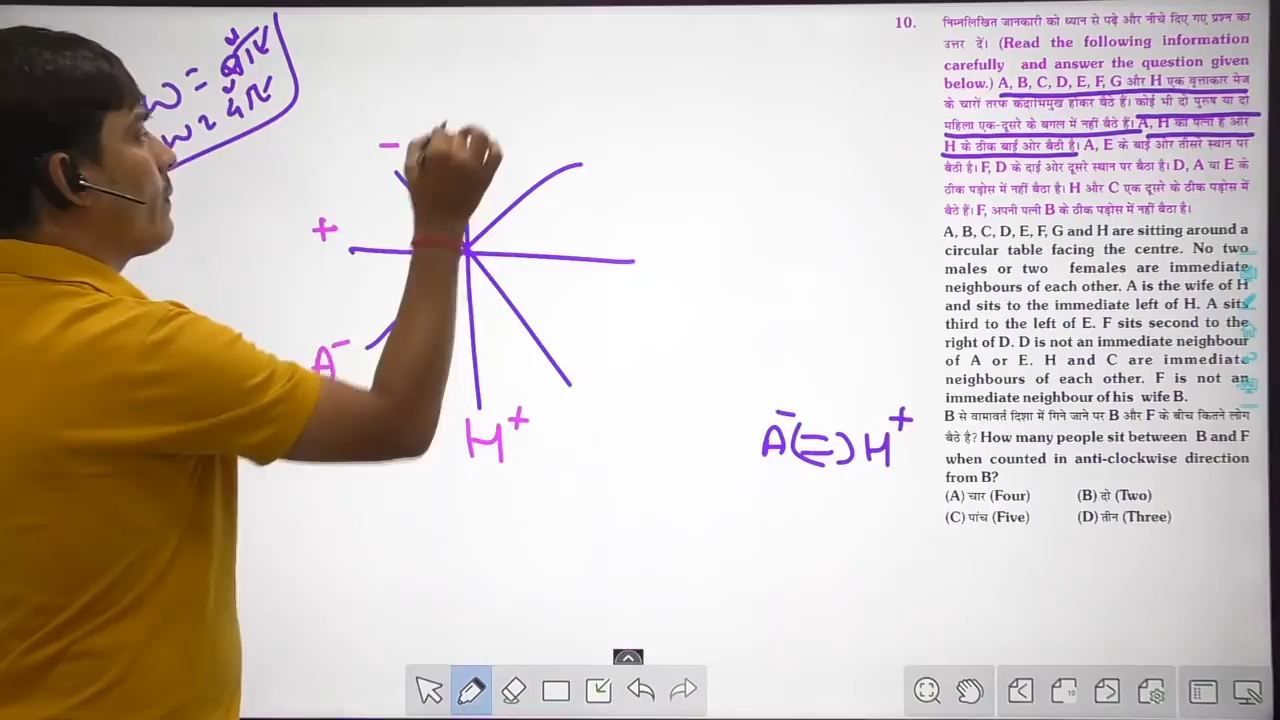 W = बाँए
W = दाँए
-
+
A-
H+
A-(=)H+
10. निम्नलिखित जानकारी को ध्यान से पढ़े और नीचे दिए गए प्रश्न का
उत्तर दें। (Read the following information
carefully and answer the question given
below.) A, B, C, D, E, F, G और H एक वृत्ताकार मेज
के चारों तरफ केंद्राभिमुख होकर बैठे हैं। कोई भी दो पुरुष या दो
महिला एक-दूसरे के बगल में नहीं बैठे हैं। A, H की पत्नी है और
H के ठीक बाईं ओर बैठी है। A, E के बाईं ओर तीसरे स्थान पर
बैठी है। F, D के दाईं ओर दूसरे स्थान पर बैठा है। D, A या E के
ठीक पड़ोस में नहीं बैठा है। H और C एक दूसरे के ठीक पड़ोस में
बैठे हैं। F, अपनी पत्नी B के ठीक पड़ोस में नहीं बैठा है।
A, B, C, D, E, F, G and H are sitting around a
circular table facing the centre. No two
males or two females are immediate
neighbours of each other. A is the wife of H
and sits to the immediate left of H. A sits
third to the left of E. F sits second to the
right of D. D is not an immediate neighbour
of A or E. H and C are immediate
neighbours of each other. F is not an
immediate neighbour of his wife B.
B से वामावर्त दिशा में गिने जाने पर B और F के बीच कितने लोग
बैठे है? How many people sit between B and F
when counted in anti-clockwise direction
from B?
(A) चार (Four) (B) दो (Two)
(C) पांच (Five) (D) तीन (Three)
10